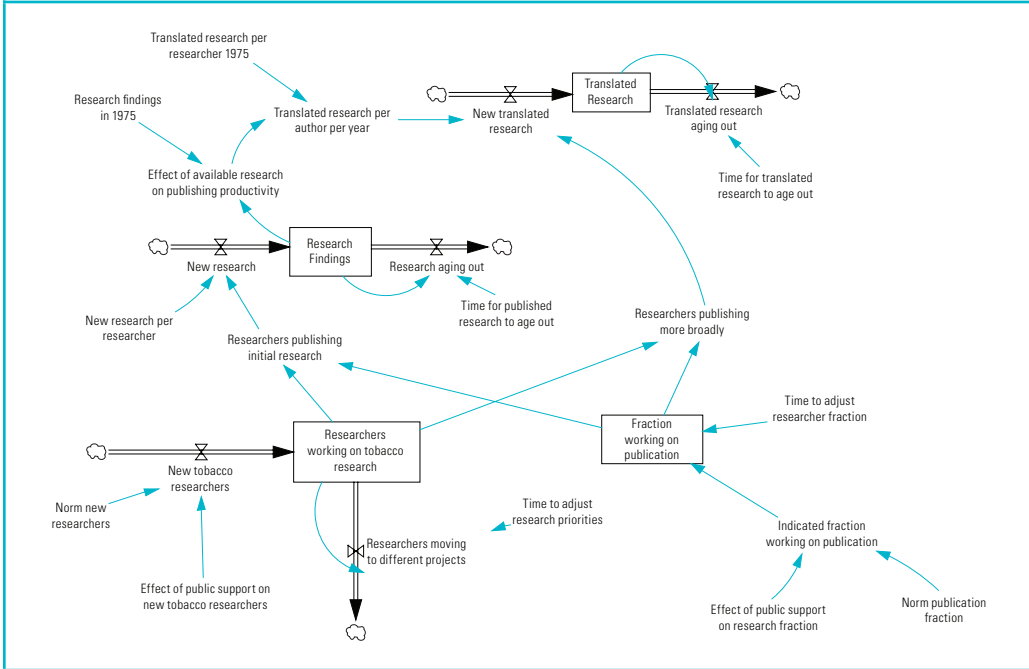 Translated research per
researcher 1975
Research findings
in 1975
Translated research per
author per year
New translated
research
Translated
Research
Translated research
aging out
Time for translated
research to age out
Effect of available research
on publishing productivity
New research
Research
Findings
Research aging out
Time for published
research to age out
New research per
researcher
Researchers publishing
initial research
Researchers publishing
more broadly
Time to adjust
researcher fraction
Fraction
working on
publication
Researchers
working on tobacco
research
New tobacco
researchers
Norm new
researchers
Time to adjust
research priorities
Researchers moving
to different projects
Indicated fraction
working on publication
Effect of public support on
new tobacco researchers
Effect of public support
on research fraction
Norm publication
fraction